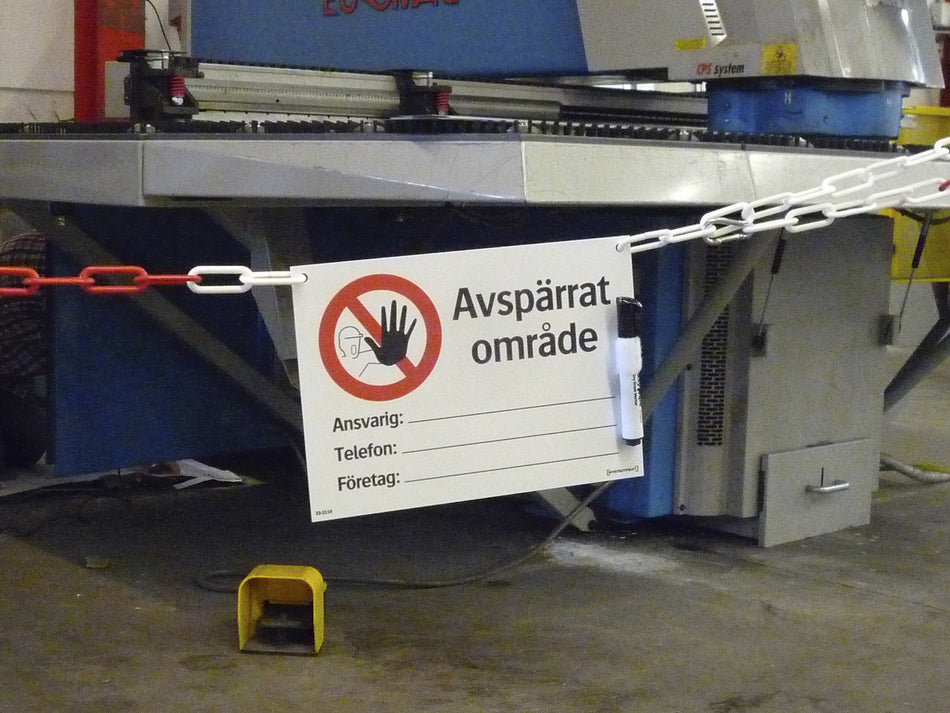 CPS system
H
Avspärrat
område
Ansvarig:
Telefon:
Företag: